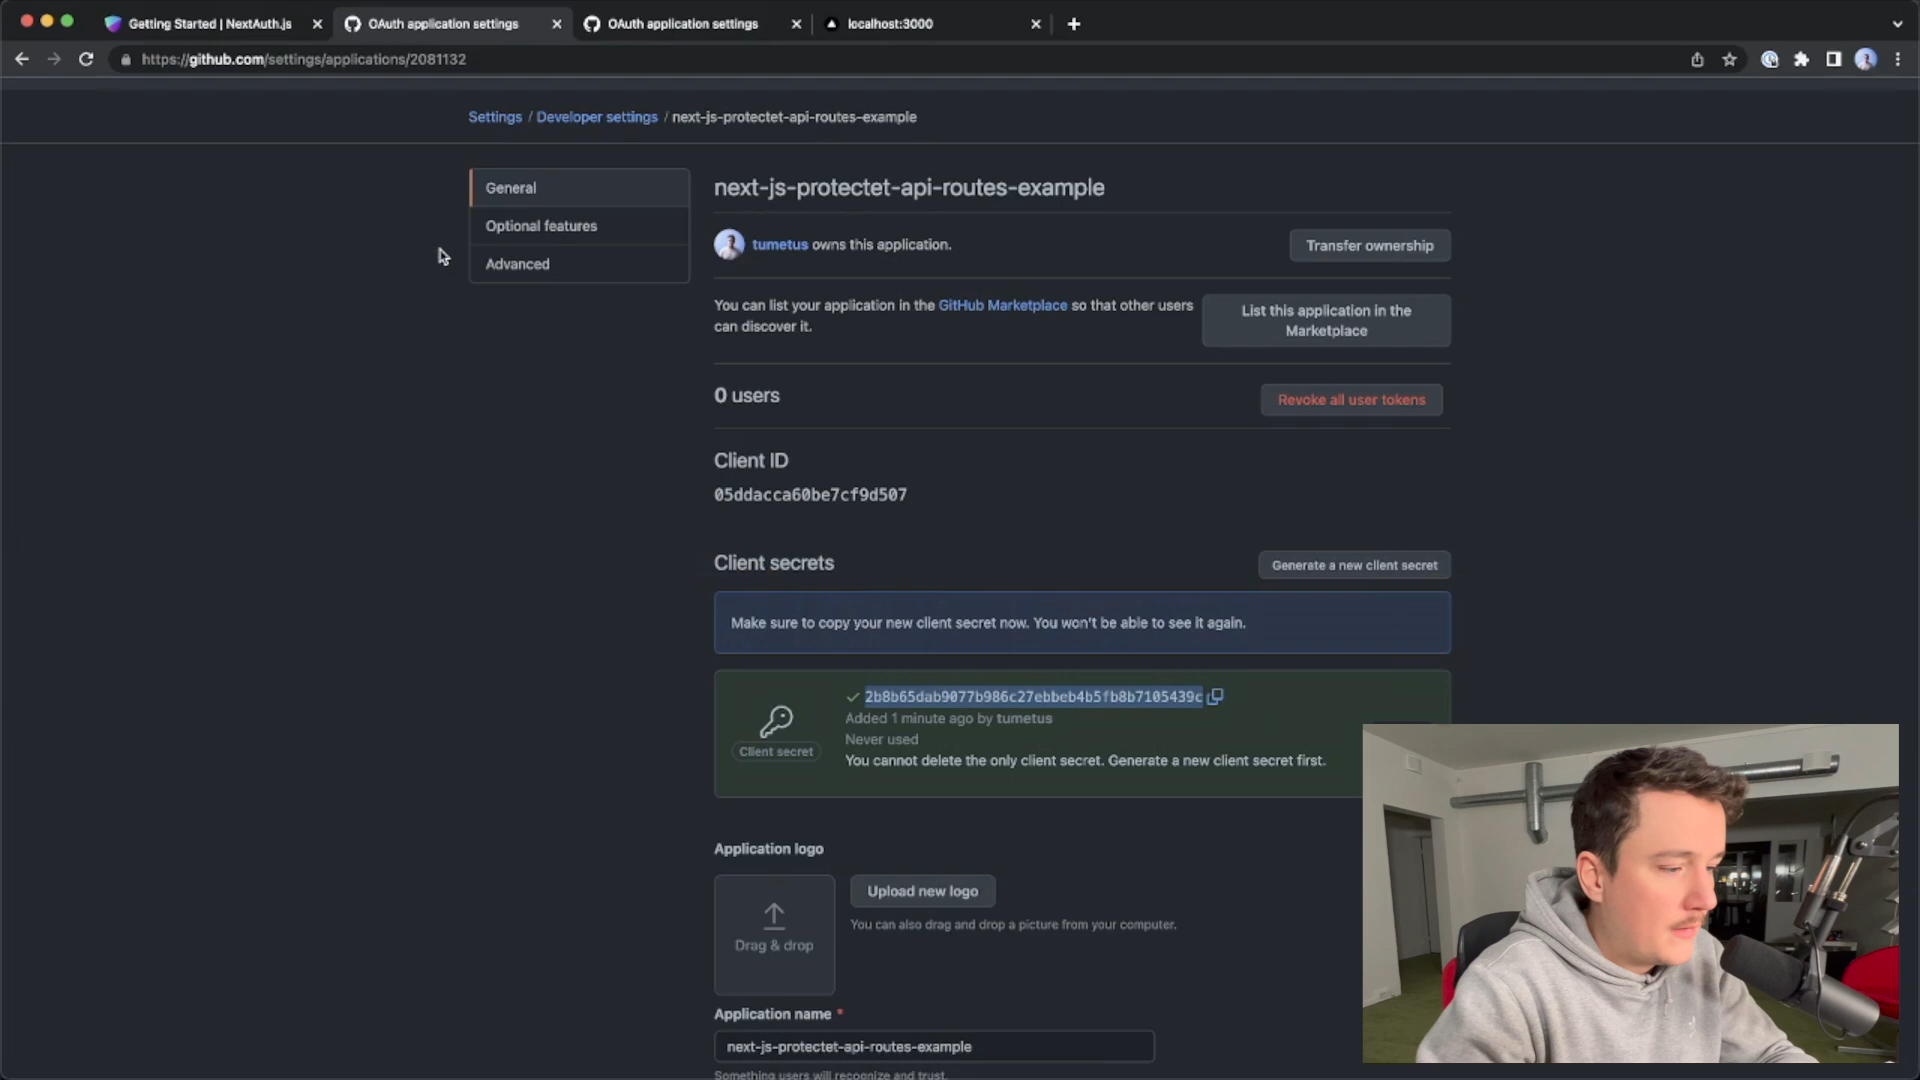 Getting Started | NextAuth.js
OAuth application settings
OAuth application settings
localhost:3000
https://github.com/settings/applications/2081132
Settings / Developer settings / next-js-protectet-api-routes-example
General
Optional features
Advanced
next-js-protectet-api-routes-example
tumetus owns this application.
Transfer ownership
You can list your application in the GitHub Marketplace so that other users
can discover it.
List this application in the
Marketplace
0 users
Revoke all user tokens
Client ID
05ddacca60be7cf9d507
Client secrets
Generate a new client secret
Make sure to copy your new client secret now. You won't be able to see it again.
2b8b65dab9077b986c27ebbeb4b5fb8b7105439c
Added 1 minute ago by tumetus
Never used
Client secret
You cannot delete the only client secret. Generate a new client secret first.
Application logo
Upload new logo
You can also drag and drop a picture from your computer.
Drag & drop
Application name *
next-js-protectet-api-routes-example
Something users will recognize and trust.